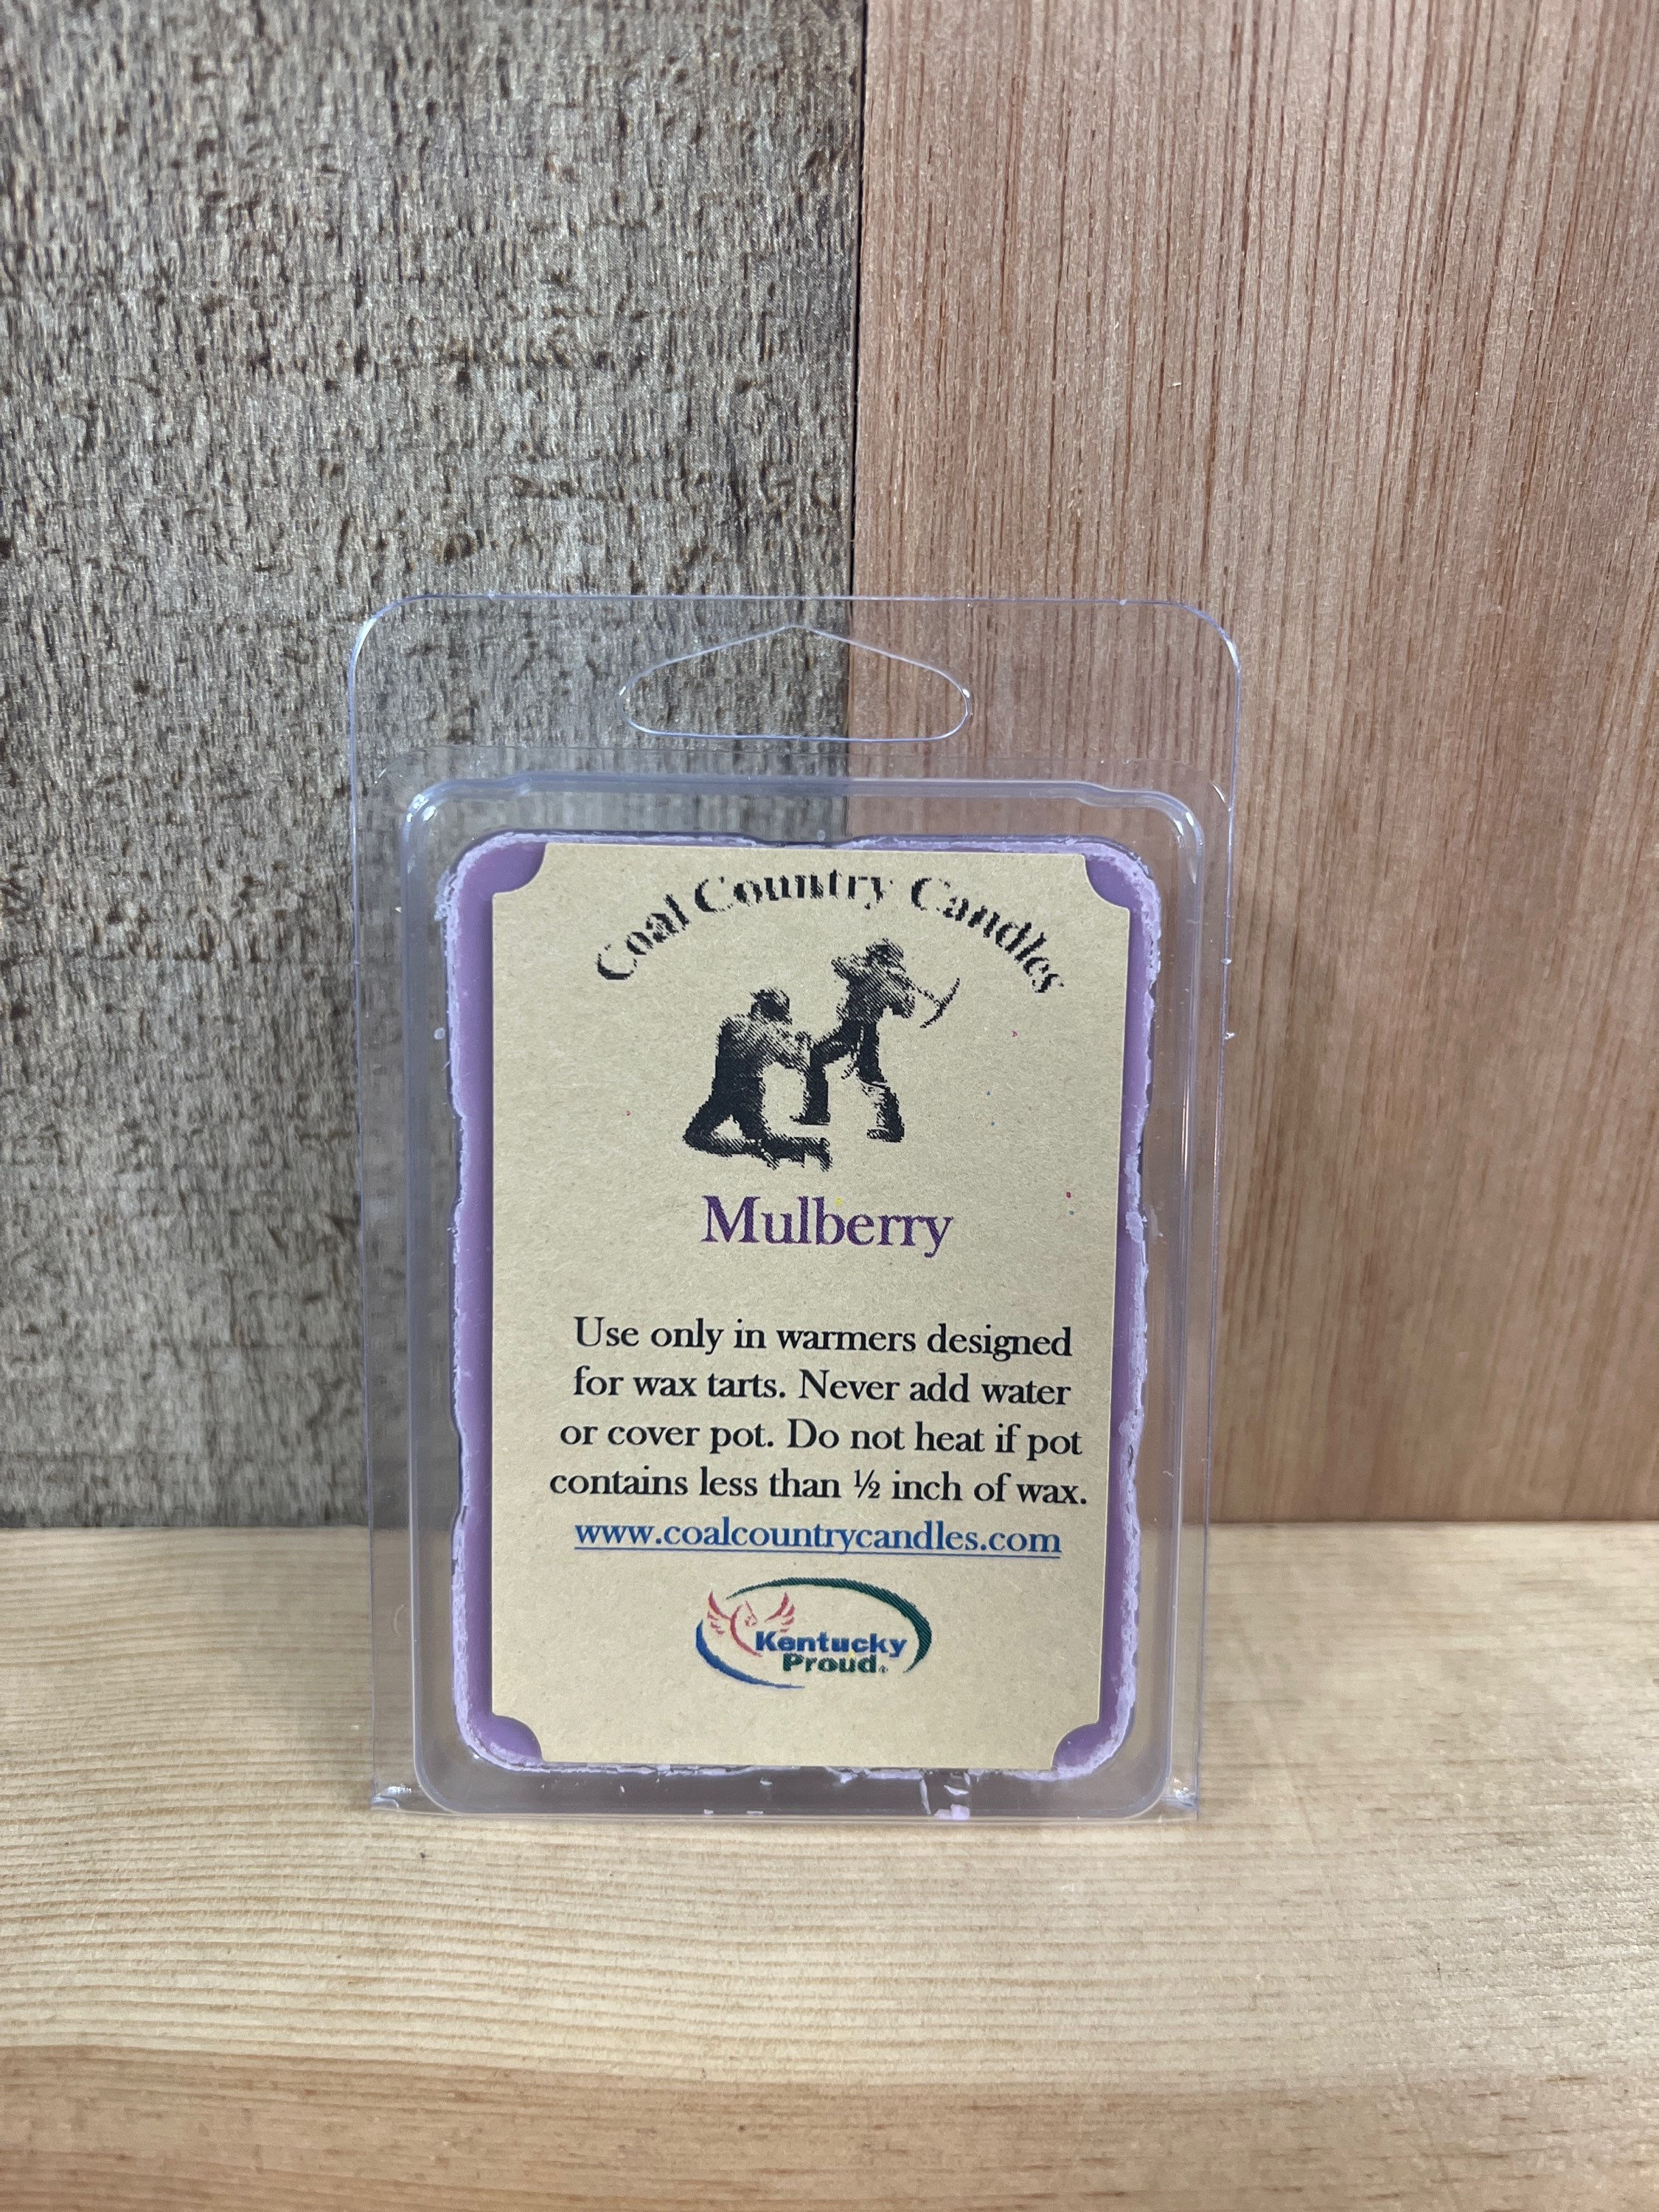 Coal Country Candles
Mulberry
Use only in warmers designed
for wax tarts. Never add water
or cover pot. Do not heat if pot
contains less than ½ inch of wax.
www.coalcountrycandles.com
Kentucky
Proud